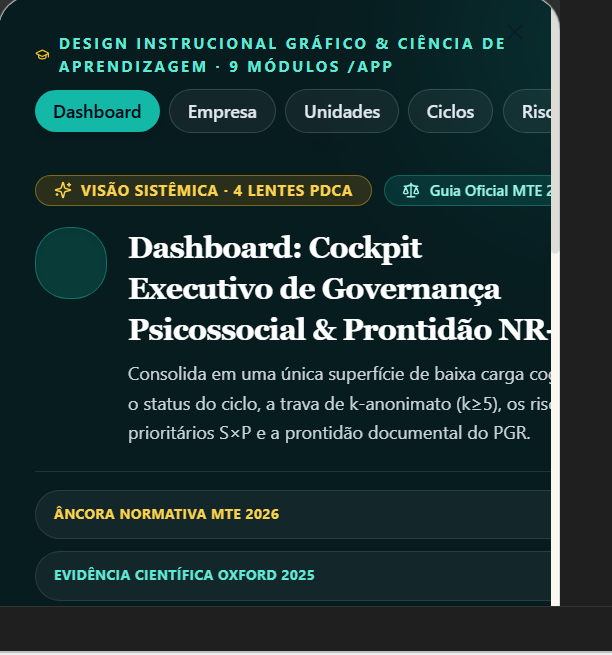 DESIGN INSTRUCIONAL GRÁFICO & CIÊNCIA DE
APRENDIZAGEM · 9 MÓDULOS /APP
Dashboard Empresa Unidades Ciclos
VISÃO SISTÊMICA · 4 LENTES PDCA Guia Oficial MTE
Dashboard: Cockpit
Executivo de Governança
Psicossocial & Prontidão NR-
Consolida em uma única superfície de baixa carga
o status do ciclo, a trava de k-anonimato (k≥5), os
prioritários S×P e a prontidão documental do PGR.
ÂNCORA NORMATIVA MTE 2026
EVIDÊNCIA CIENTÍFICA OXFORD 2025